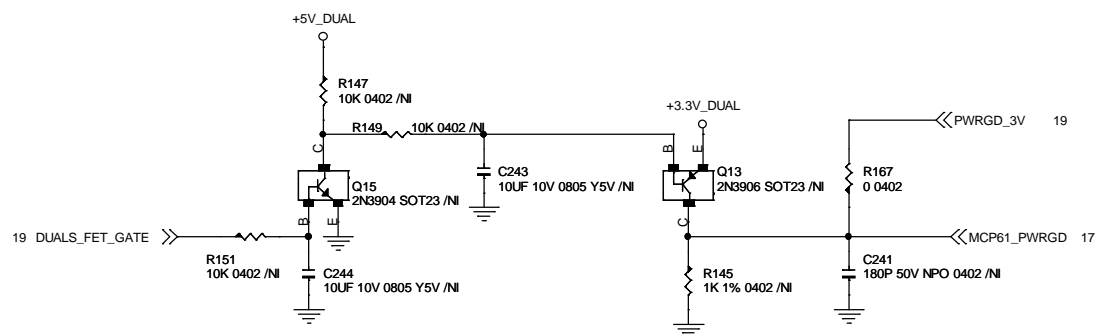 +5V_DUAL
R147
10K 0402 /NI
+3.3V_DUAL
R149 10K 0402 /NI
PWRGD_3V 19
C
B
E
C243
10UF 10V 0805 Y5V /NI
R167
0 0402
Q15
2N3904 SOT23 /NI
Q13
2N3906 SOT23 /NI
B
E
C
19 DUALS_FET_GATE
MCP61_PWRGD 17
R151
10K 0402 /NI
C244
10UF 10V 0805 Y5V /NI
R145
1K 1% 0402 /NI
C241
180P 50V NPO 0402 /NI